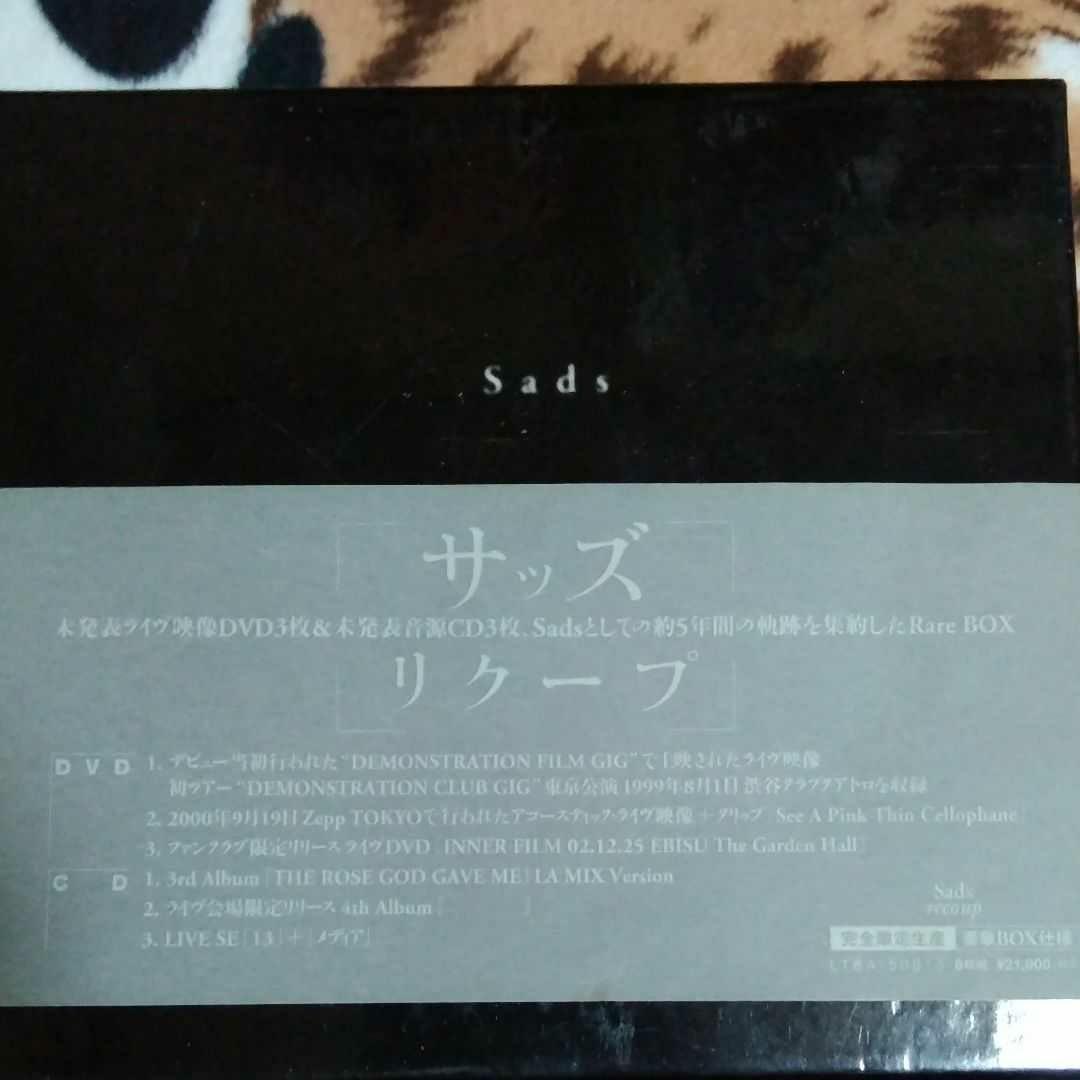 Sads
サッズ
未発表ライヴ映像DVD3枚&未発表音源CD3枚、Sadsとしての約5年間の軌跡を集約したRare BOX
リクープ
DVD
1. デビュー当初行われた“DEMONSTRATION FILM GIG”で上映されたライヴ映像
初ツアー“DEMONSTRATION CLUB GIG”東京公演 1999年8月1日 渋谷クラブクアトロを収録
2. 2000年9月19日 Zepp TOKYOで行われたアコースティック・ライヴ映像+クリップ「See A Pink Thin Cellophane」
3. ファンクラブ限定リリース ライヴDVD「INNER FILM 02.12.25 EBISU The Garden Hall」
CD
1. 3rd Album「THE ROSE GOD GAVE ME」LA MIX Version
2. ライヴ会場限定リリース 4th Album「 」
3. LIVE SE「13」+「メディア」
Sads
recoup
完全限定生産 豪華BOX仕様
6枚組 ¥21,000